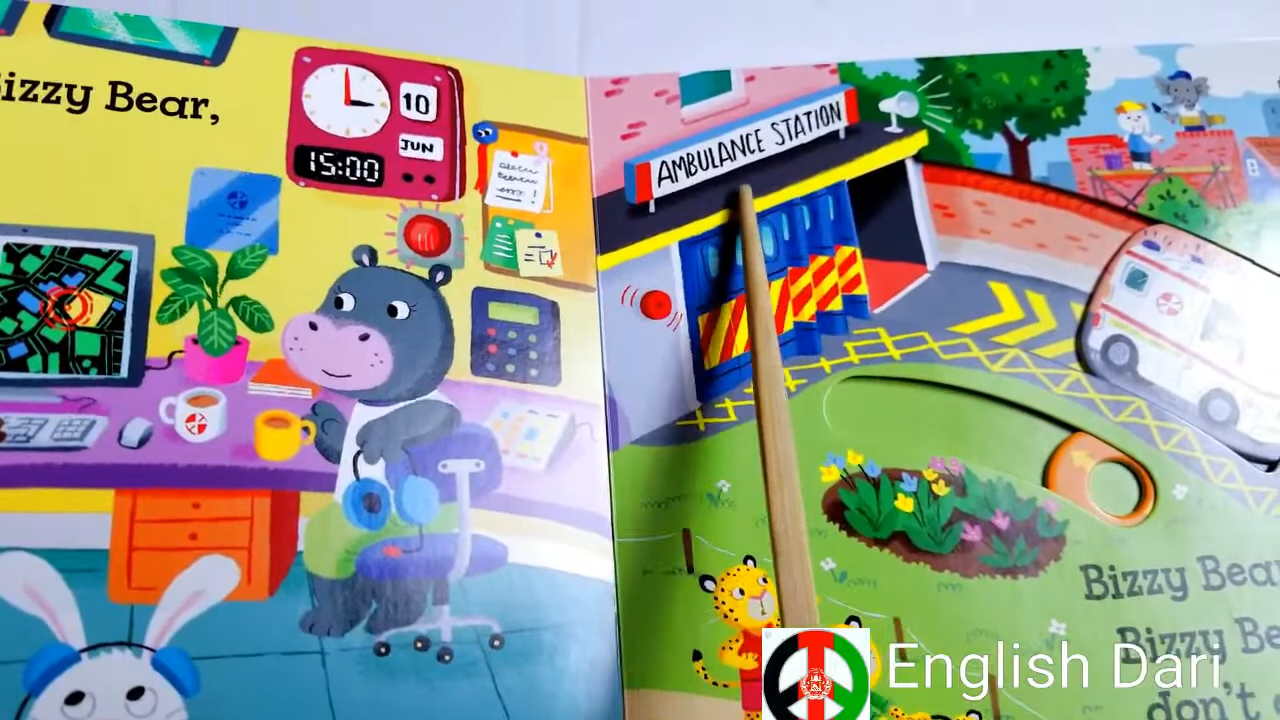 izzy Bear,
10
JUN
15:00
AMBULANCE STATION
Bizzy Bea
Bizzy Be
don't
English Dari